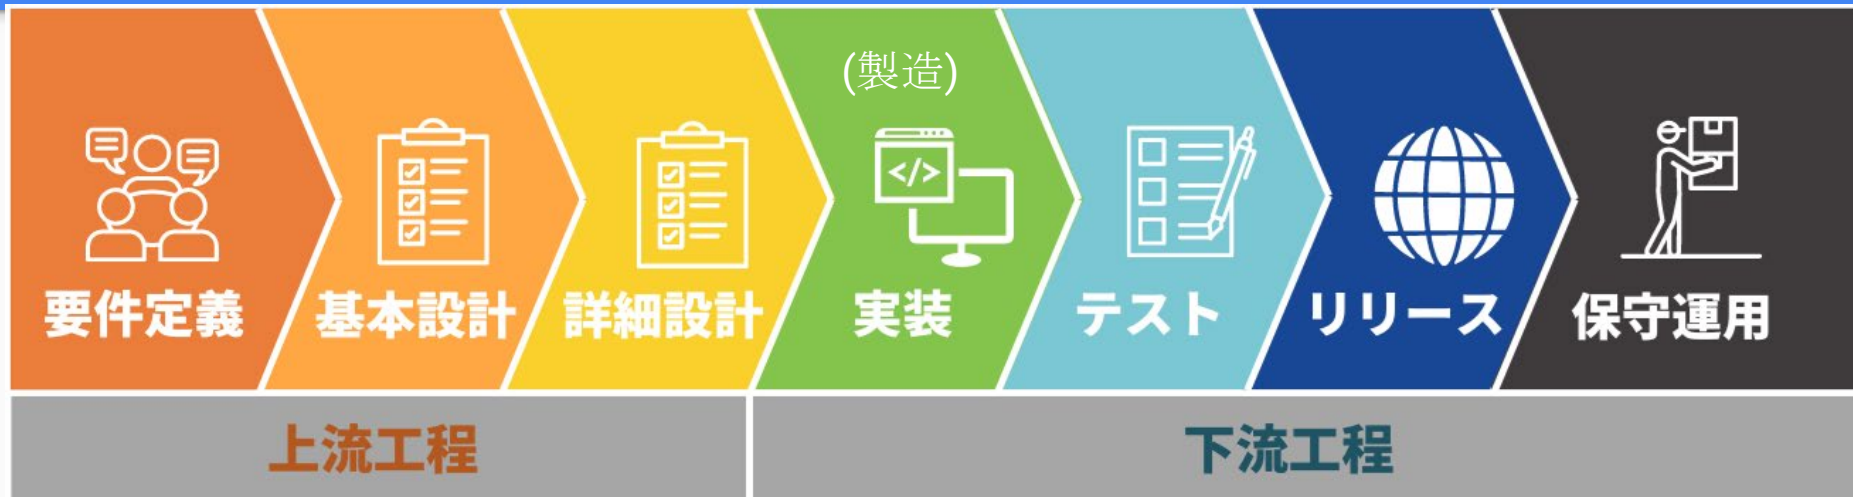 (製造)
要件定義
基本設計
詳細設計
</>
実装
テスト
リリース
保守運用
上流工程
下流工程